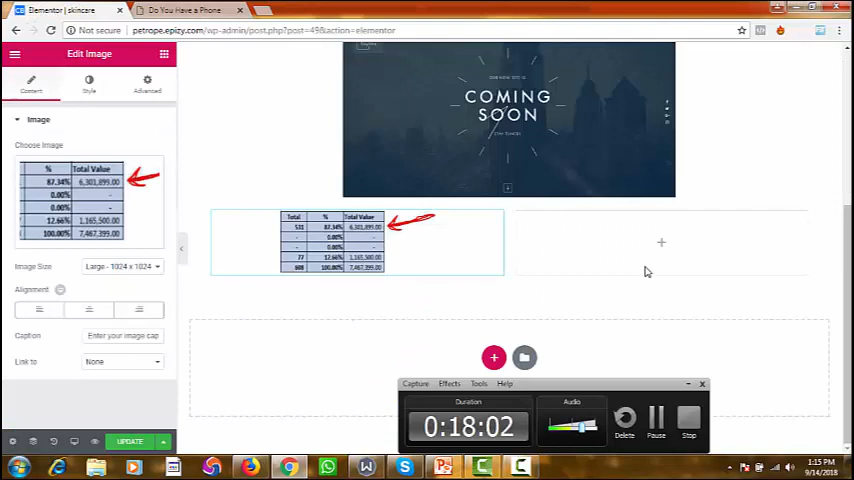 Elementor | skincare
Do You Have a Phone
Not secure | petrope.epizy.com/wp-admin/post.php?post=49&action=elementor
Edit Image
Content
Style
Advanced
Image
Choose Image
% Total Value
87.34% 6,301,899.00
0.00% -
0.00% -
12.66% 1,165,500.00
100.00% 7,467,399.00
Image Size
Large - 1024 x 1024
Alignment
Caption
Enter your image cap
Link to
None
UPDATE
COMING
SOON
Total % Total Value
531 87.34% 6,301,899.00
- 0.00% -
- 0.00% -
77 12.66% 1,165,500.00
608 100.00% 7,467,399.00
Capture Effects Tools Help
Duration
0:18:02
Audio
Delete
Pause
Stop
1:15 PM
9/14/2018